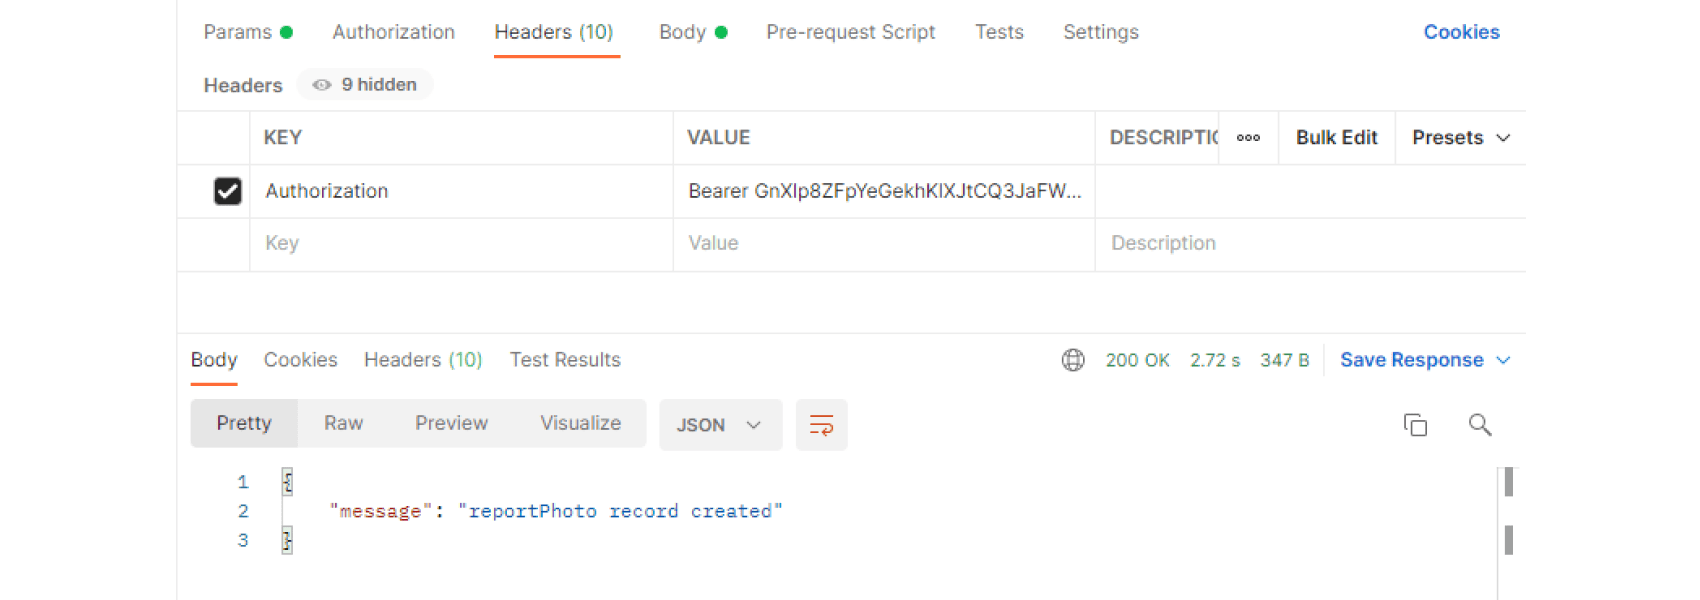 Params Authorization Headers (10) Body Pre-request Script Tests Settings Cookies
Headers 9 hidden
KEY VALUE DESCRIPTIO ooo Bulk Edit Presets
Authorization Bearer GnXlp8ZFpYeGekhKlXJtCQ3JaFW...
Key Value Description
Body Cookies Headers (10) Test Results 200 OK 2.72 s 347 B Save Response
Pretty Raw Preview Visualize JSON
1 {
2 "message": "reportPhoto record created"
3 }